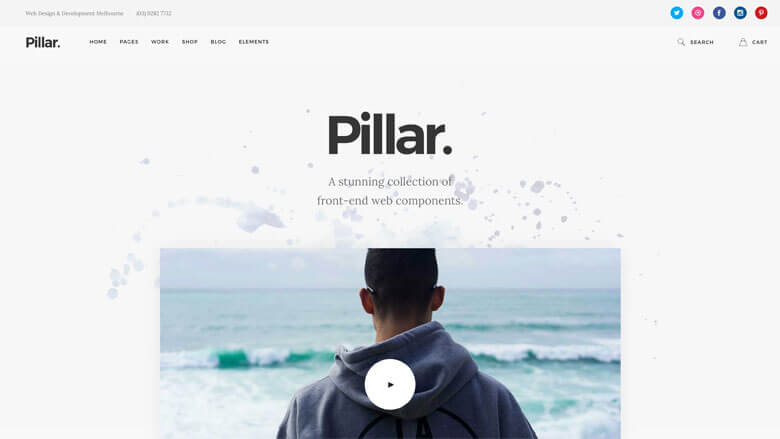 Web Design & Development Melbourne (03) 9282 7732
Pillar. HOME PAGES WORK SHOP BLOG ELEMENTS SEARCH CART
Pillar.
A stunning collection of
front-end web components.